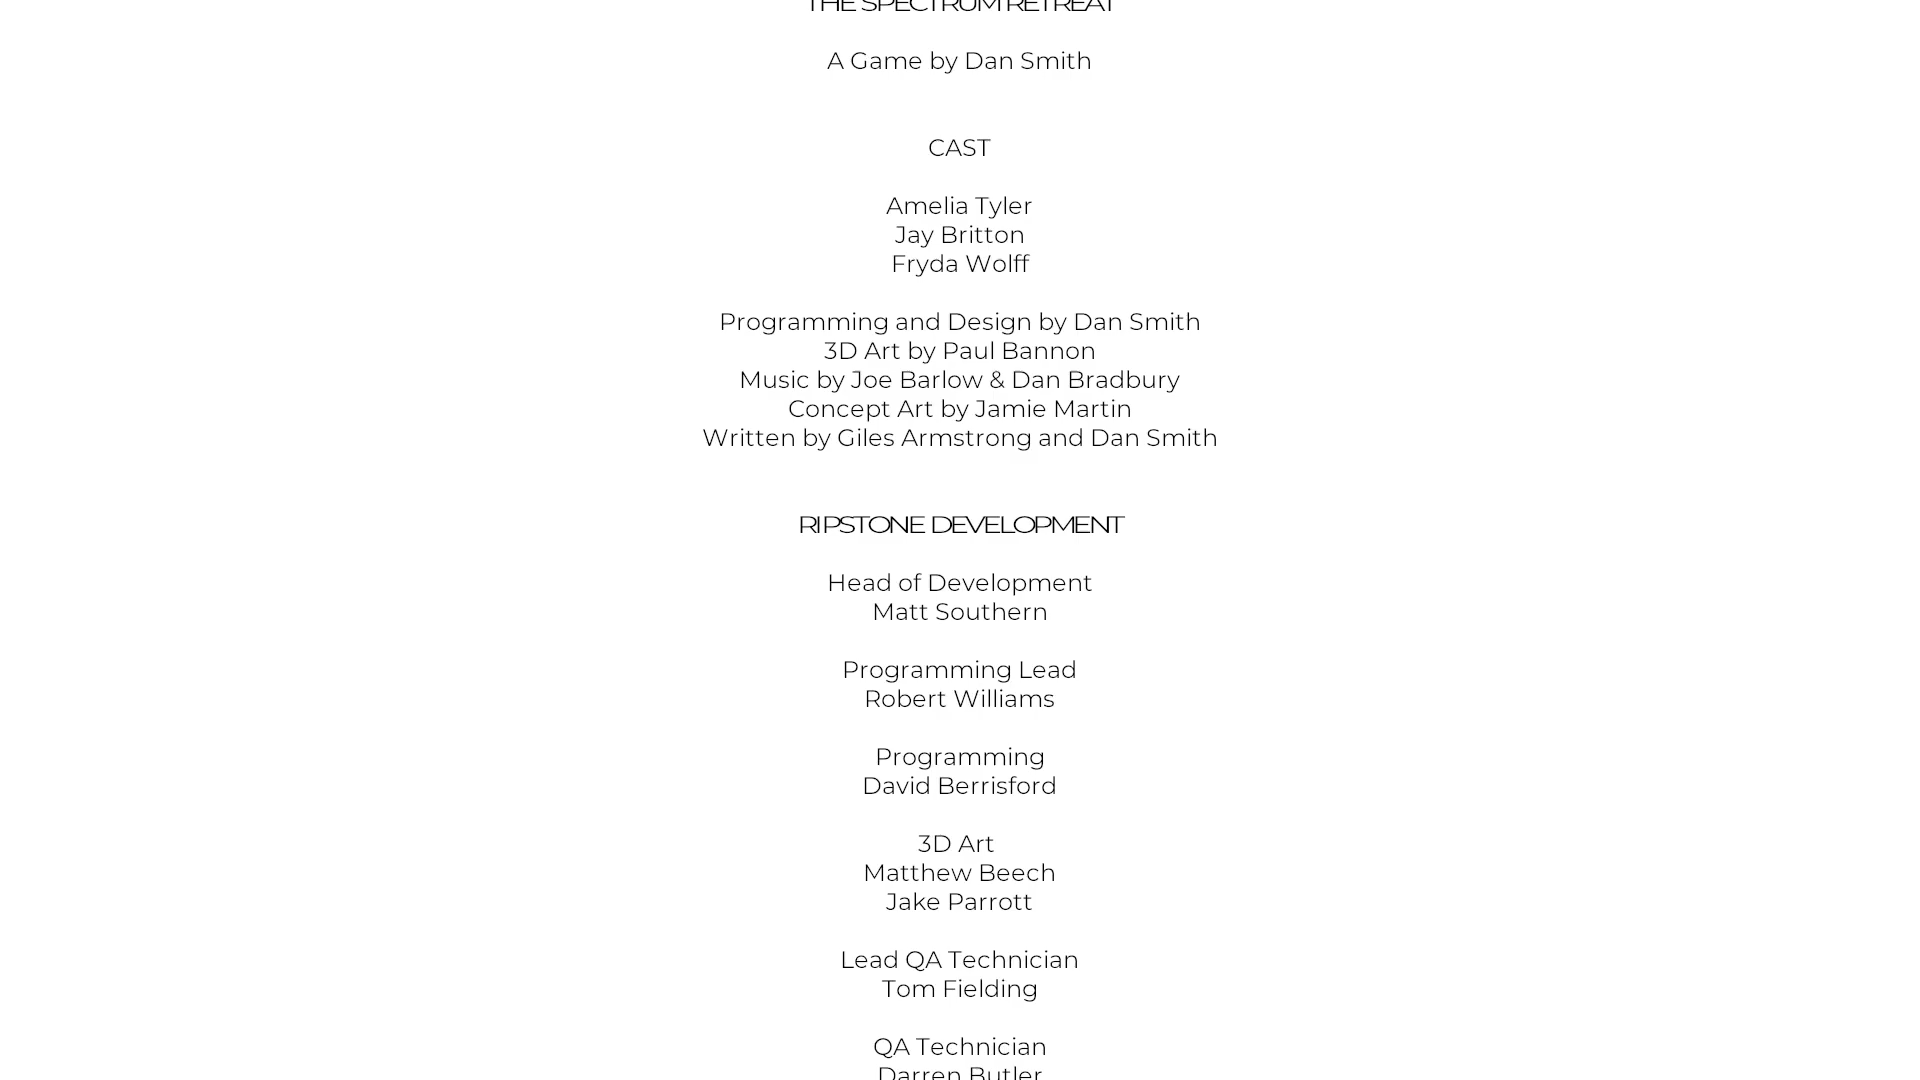 THE SPECTRUM RETREAT
A Game by Dan Smith
CAST
Amelia Tyler
Jay Britton
Fryda Wolff
Programming and Design by Dan Smith
3D Art by Paul Bannon
Music by Joe Barlow & Dan Bradbury
Concept Art by Jamie Martin
Written by Giles Armstrong and Dan Smith
RIPSTONE DEVELOPMENT
Head of Development
Matt Southern
Programming Lead
Robert Williams
Programming
David Berrisford
3D Art
Matthew Beech
Jake Parrott
Lead QA Technician
Tom Fielding
QA Technician
Darren Butler